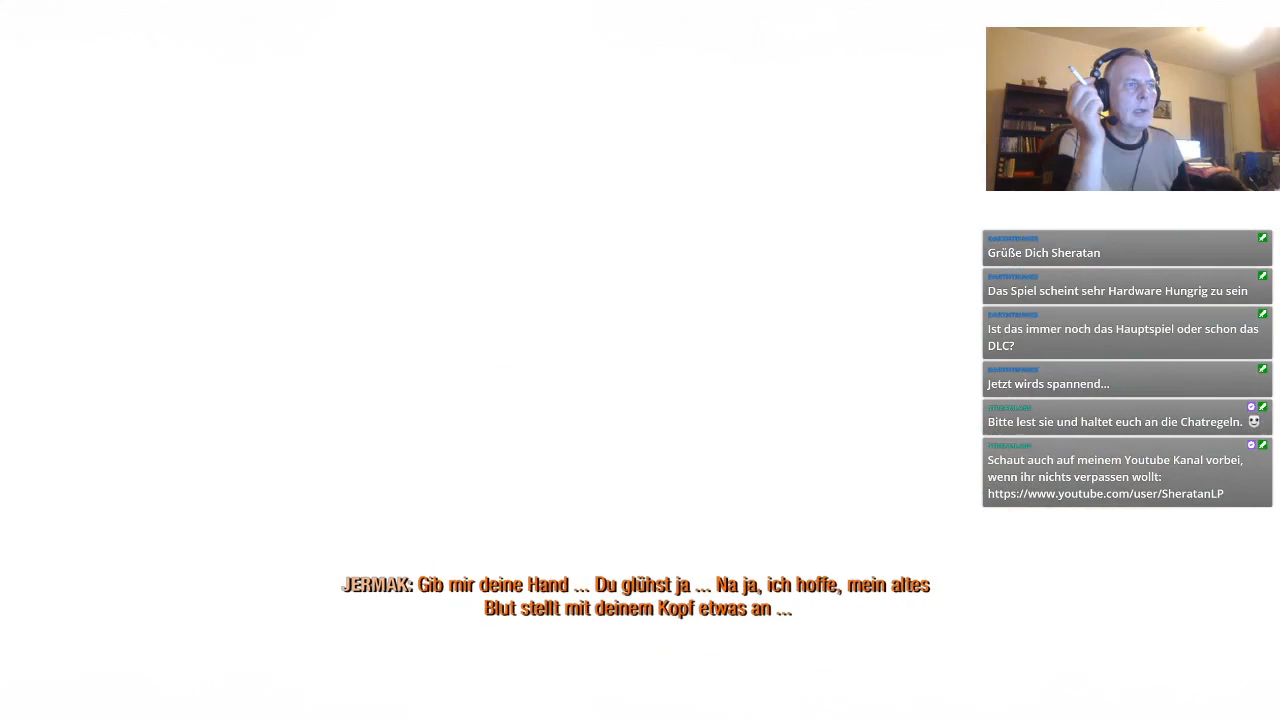 Grüße Dich Sheratan
Das Spiel scheint sehr Hardware Hungrig zu sein
Ist das immer noch das Hauptspiel oder schon das
DLC?
Jetzt wirds spannend...
Bitte lest sie und haltet euch an die Chatregeln.
Schaut auch auf meinem Youtube Kanal vorbei,
wenn ihr nichts verpassen wollt:
https://www.youtube.com/user/SheratanLP
JERMAK: Gib mir deine Hand ... Du glühst ja ... Na ja, ich hoffe, mein altes
Blut stellt mit deinem Kopf etwas an ...